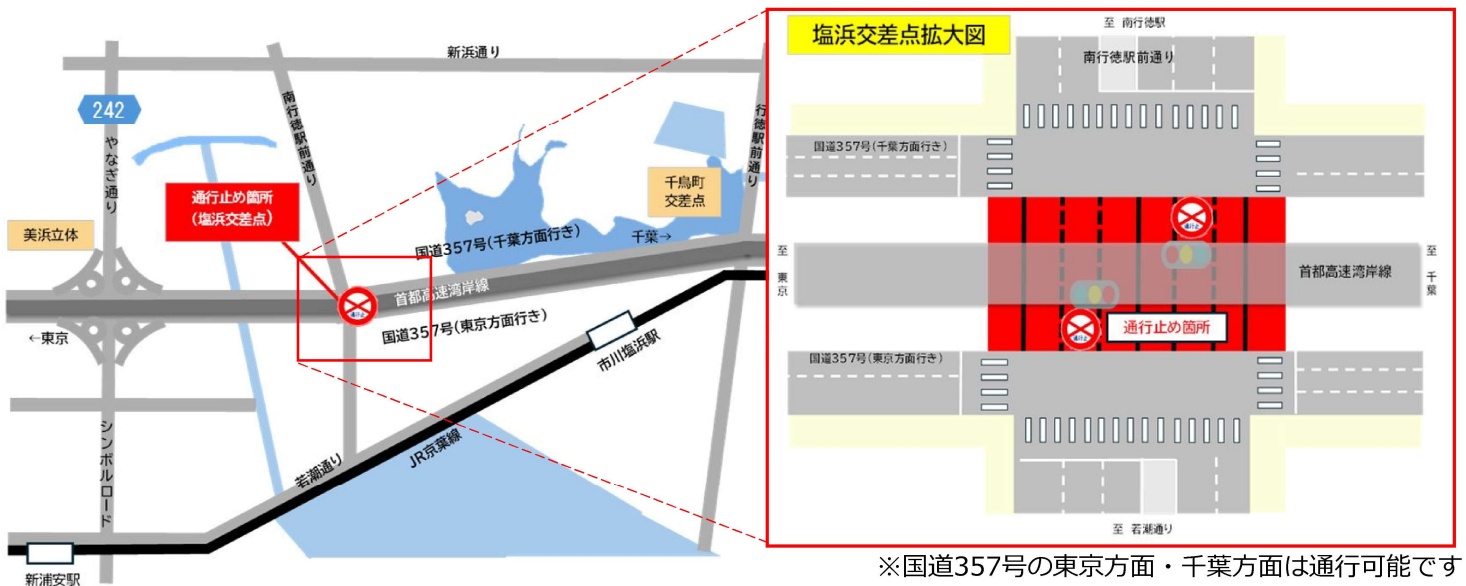 新浜通り
242
やなぎ通り
南行徳駅前通り
行徳駅前通り
通行止め箇所
(塩浜交差点)
千鳥町
交差点
美浜立体
国道357号(千葉方面行き)
千葉→
首都高速湾岸線
国道357号(東京方面行き)
←東京
市川塩浜駅
シンボルロード
若潮通り
JR京葉線
新浦安駅
塩浜交差点拡大図
至 南行徳駅
南行徳駅前通り
国道357号(千葉方面行き)
至 東京
首都高速湾岸線
至 千葉
通行止め箇所
国道357号(東京方面行き)
至 若潮通り
※国道357号の東京方面・千葉方面は通行可能です